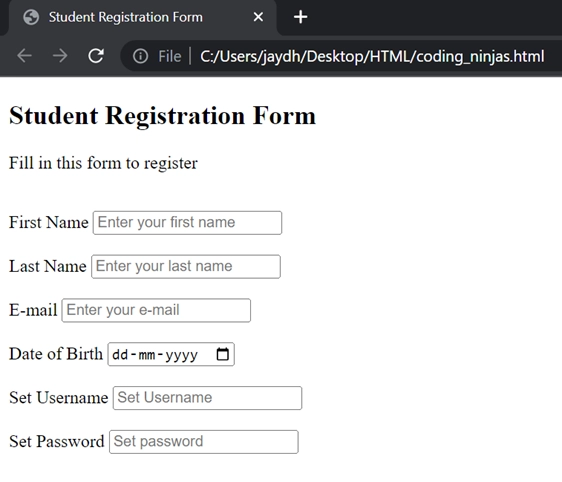 Student Registration Form
File C:/Users/jaydh/Desktop/HTML/coding_ninjas.html
Student Registration Form
Fill in this form to register
First Name Enter your first name
Last Name Enter your last name
E-mail Enter your e-mail
Date of Birth dd-mm-yyyy
Set Username Set Username
Set Password Set password